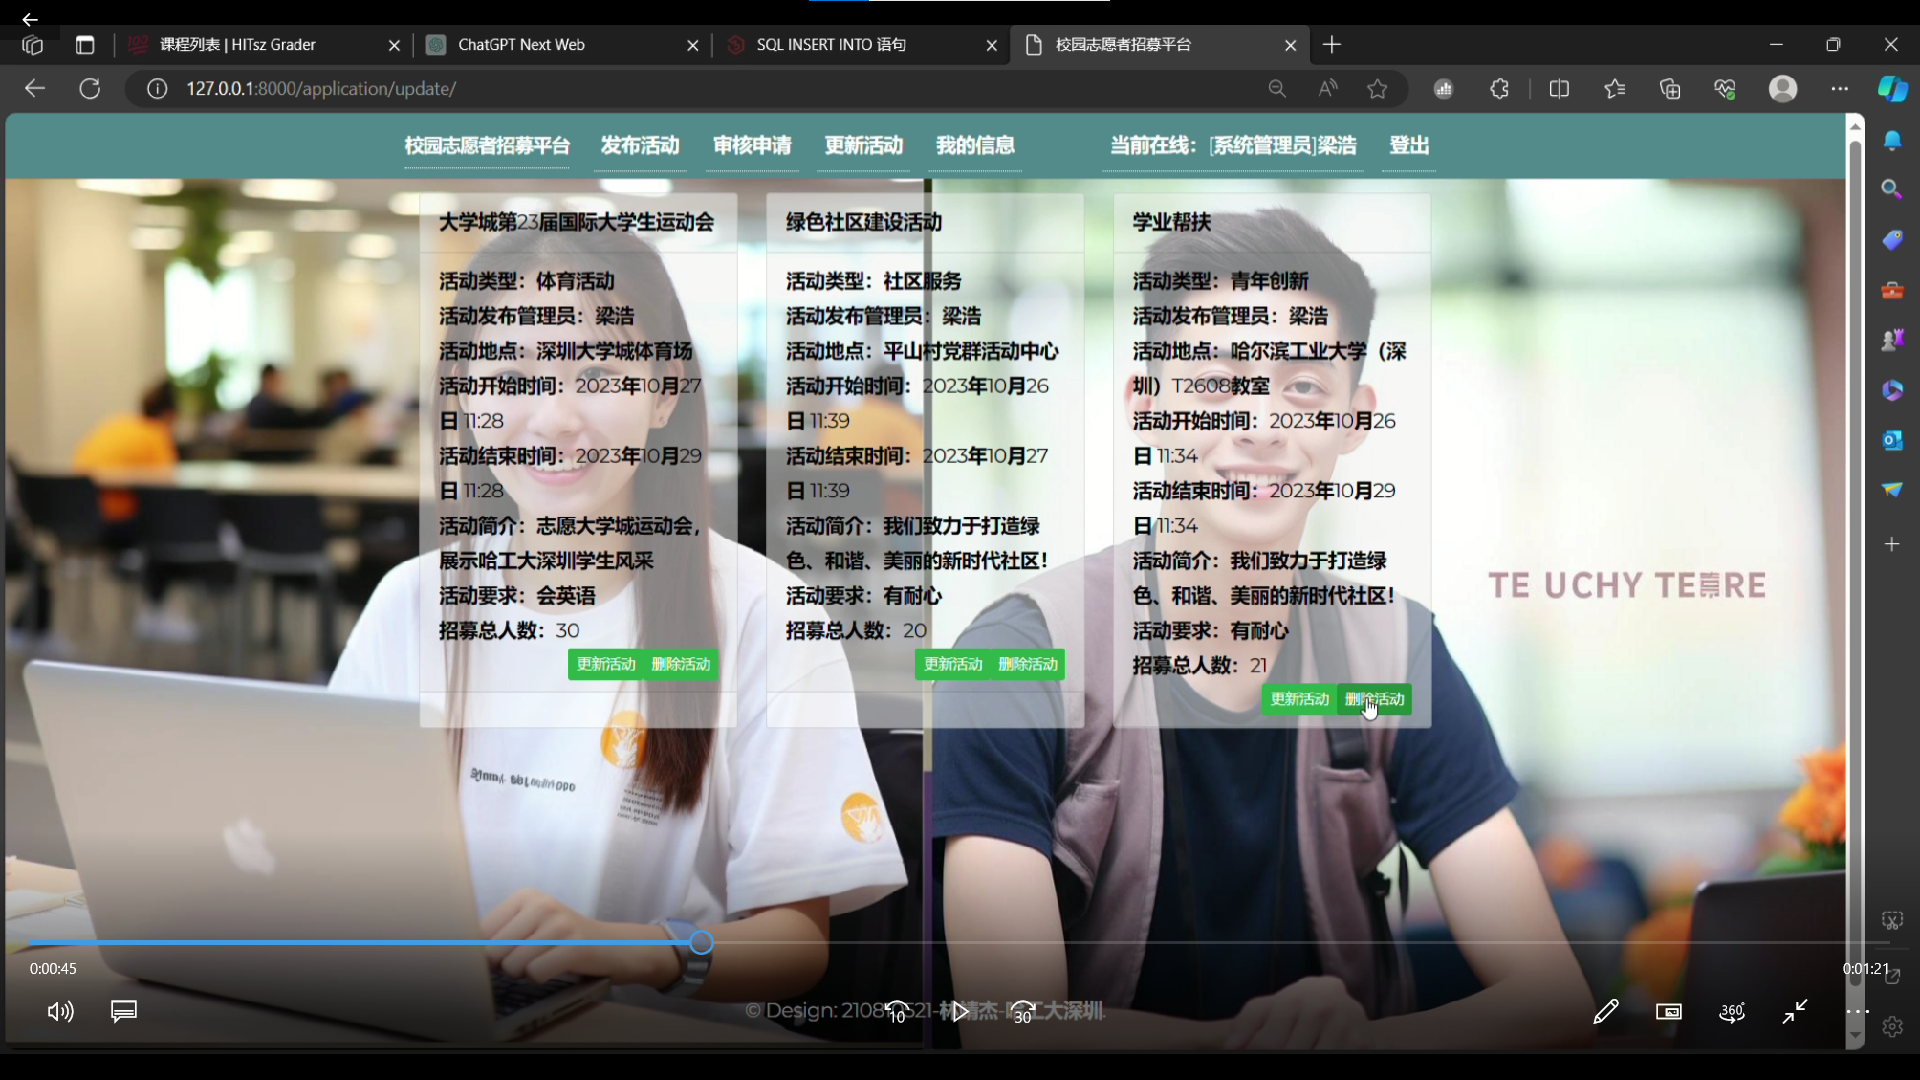 课程列表 | HITsz Grader
ChatGPT Next Web
SQL INSERT INTO 语句
校园志愿者招募平台
127.0.0.1:8000/application/update/
校园志愿者招募平台 发布活动 审核申请 更新活动 我的信息 当前在线：[系统管理员]梁浩 登出
大学城第23届国际大学生运动会
活动类型：体育活动
活动发布管理员：梁浩
活动地点：深圳大学城体育场
活动开始时间：2023年10月27
日 11:28
活动结束时间：2023年10月29
日 11:28
活动简介：志愿大学城运动会，
展示哈工大深圳学生风采
活动要求：会英语
招募总人数：30
更新活动 删除活动
绿色社区建设活动
活动类型：社区服务
活动发布管理员：梁浩
活动地点：平山村党群活动中心
活动开始时间：2023年10月26
日 11:39
活动结束时间：2023年10月27
日 11:39
活动简介：我们致力于打造绿
色、和谐、美丽的新时代社区！
活动要求：有耐心
招募总人数：20
更新活动 删除活动
学业帮扶
活动类型：青年创新
活动发布管理员：梁浩
活动地点：哈尔滨工业大学（深
圳）T2608教室
活动开始时间：2023年10月26
日 11:34
活动结束时间：2023年10月29
日 11:34
活动简介：我们致力于打造绿
色、和谐、美丽的新时代社区！
活动要求：有耐心
招募总人数：21
更新活动 删除活动
TE UCHY
0:00:45
0:01:21
© Design:
10
30
360°